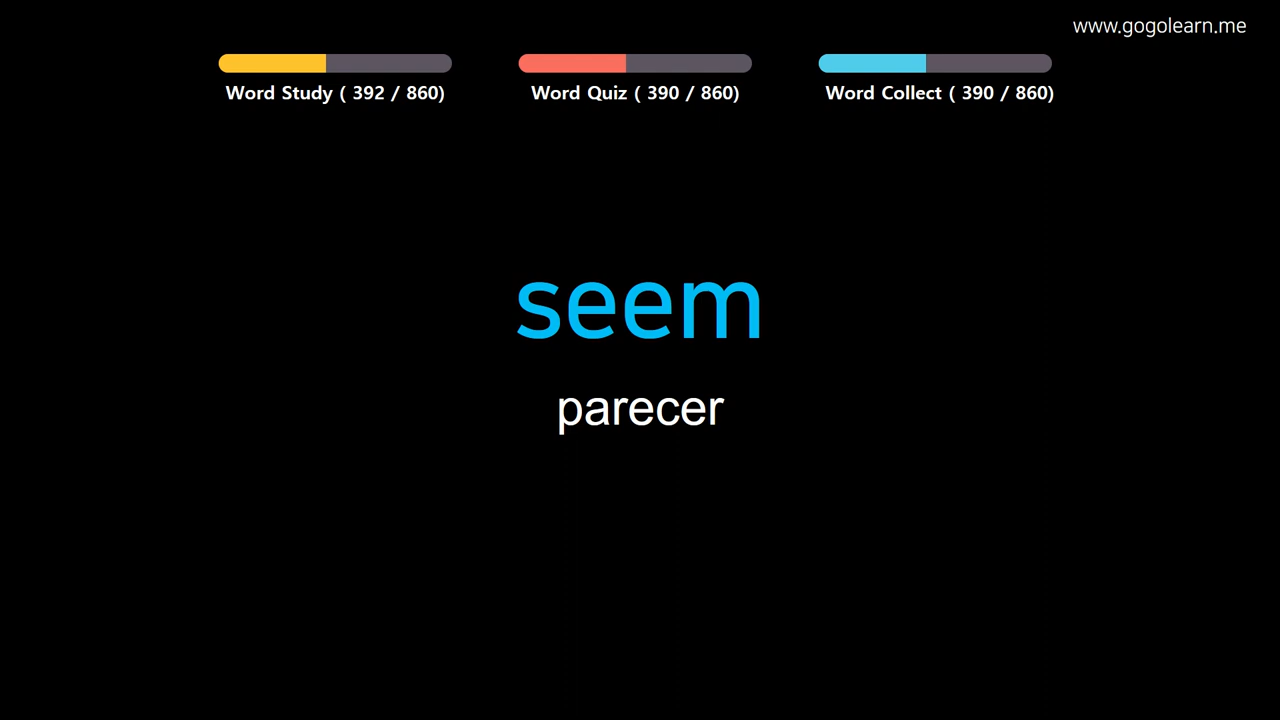 www.gogolearn.me
Word Study ( 392 / 860)
Word Quiz ( 390 / 860)
Word Collect ( 390 / 860)
seem
parecer